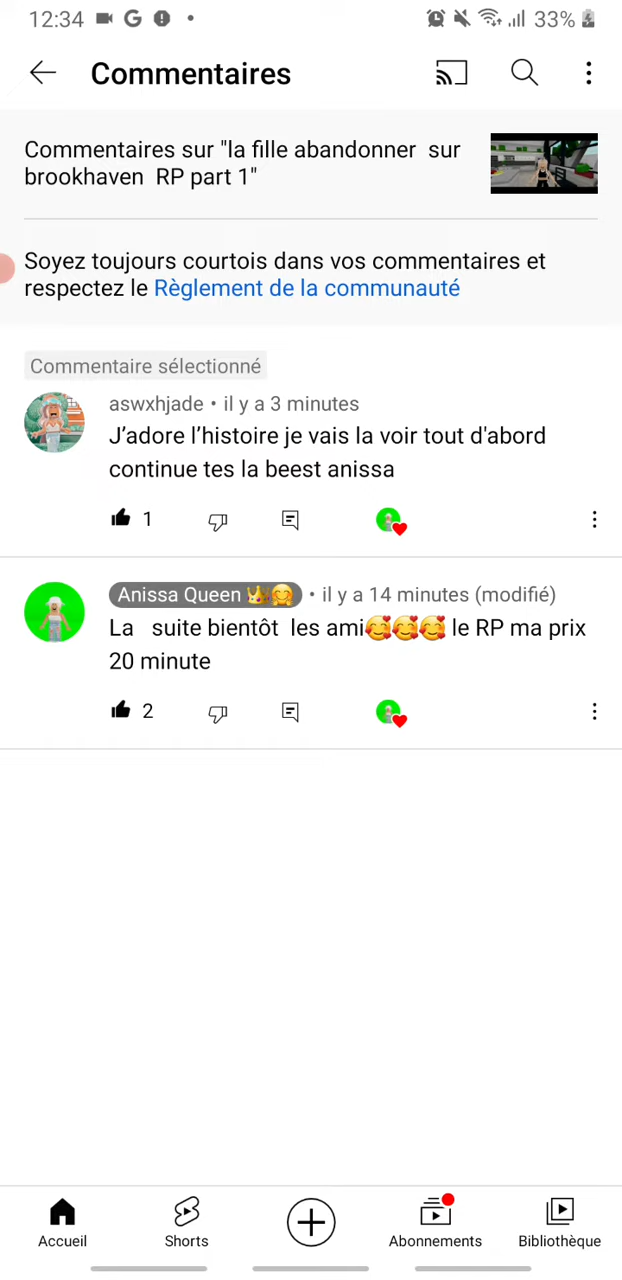 12:34 G 33%
Commentaires
Commentaires sur "la fille abandonner sur
brookhaven RP part 1"
Soyez toujours courtois dans vos commentaires et
respectez le Règlement de la communauté
Commentaire sélectionné
aswxhjade • il y a 3 minutes
J’adore l’histoire je vais la voir tout d'abord
continue tes la beest anissa
1
Anissa Queen 👑🤗 • il y a 14 minutes (modifié)
La suite bientôt les ami🥰🥰🥰 le RP ma prix
20 minute
2
Accueil Shorts Abonnements Bibliothèque